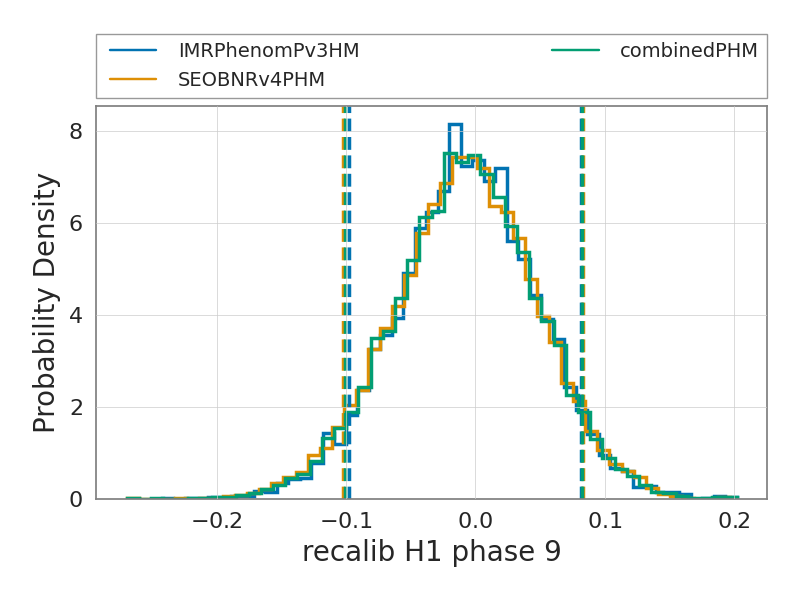 IMRPhenomPv3HM
SEOBNRv4PHM
combinedPHM
Probability Density
8
6
4
2
0
−0.2
−0.1
0.0
0.1
0.2
recalib H1 phase 9